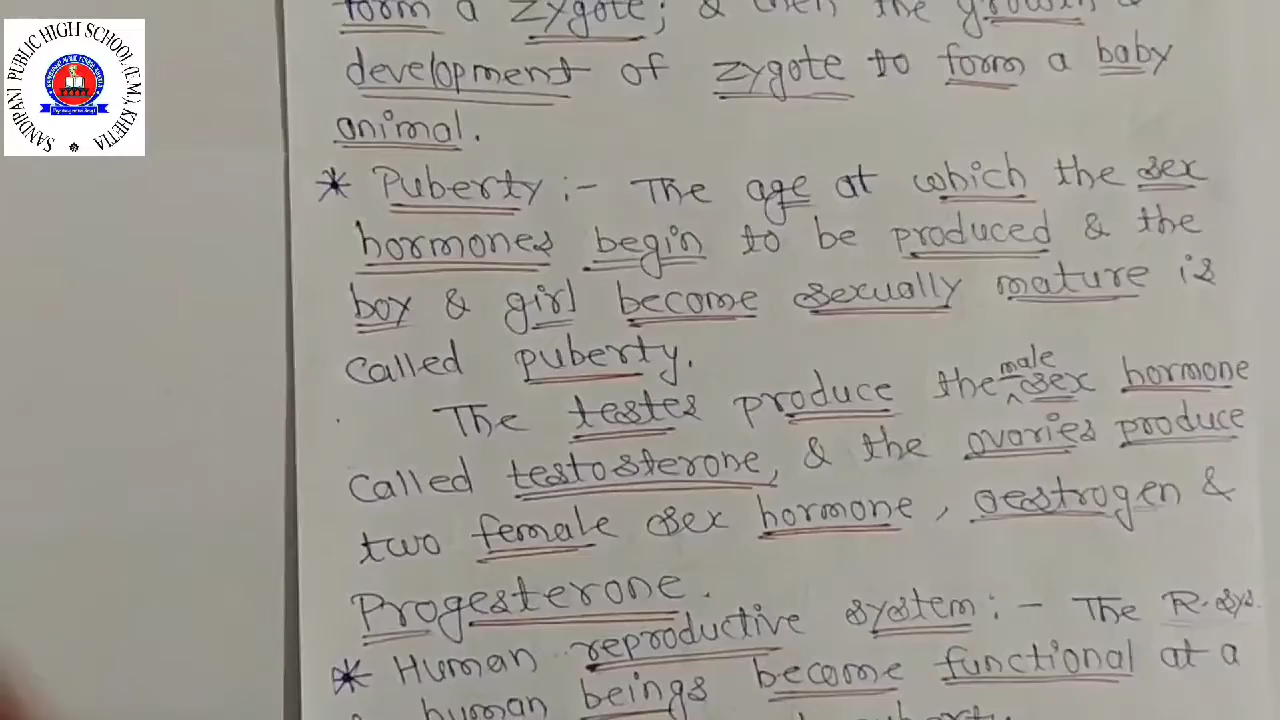 SANDIPANI PUBLIC HIGH SCHOOL (E.M), KHETIA
form a zygote; & then the growth &
development of zygote to form a baby
animal.
* Puberty :- The age at which the sex
hormones begin to be produced & the
boy & girl become sexually mature is
called puberty.
The testes produce the male sex hormone
called testosterone, & the ovaries produce
two female sex hormone, oestrogen &
Progesterone.
* Human reproductive system :- The R. sys.
human beings become functional at a